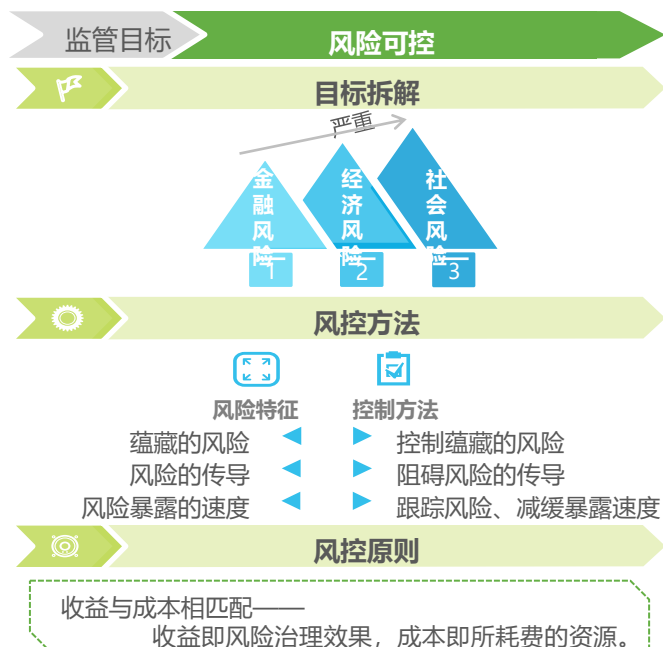 监管目标
风险可控
目标拆解
严重
金融风险
经济风险
社会风险
1
2
3
风控方法
风险特征 控制方法
蕴藏的风险 控制蕴藏的风险
风险的传导 阻碍风险的传导
风险暴露的速度 跟踪风险、减缓暴露速度
风控原则
收益与成本相匹配——
收益即风险治理效果，成本即所耗费的资源。